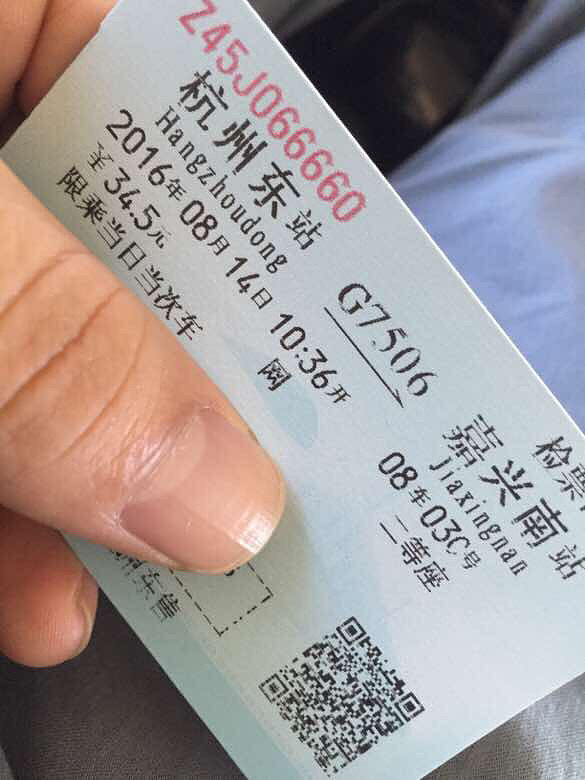 Z45J066660
检票
杭州东站 G7506 嘉兴南站
Hangzhoudong Jiaxingnan
2016年08月14日10:36开 08车03C号
￥34.5元 网 二等座
限乘当日当次车
东售